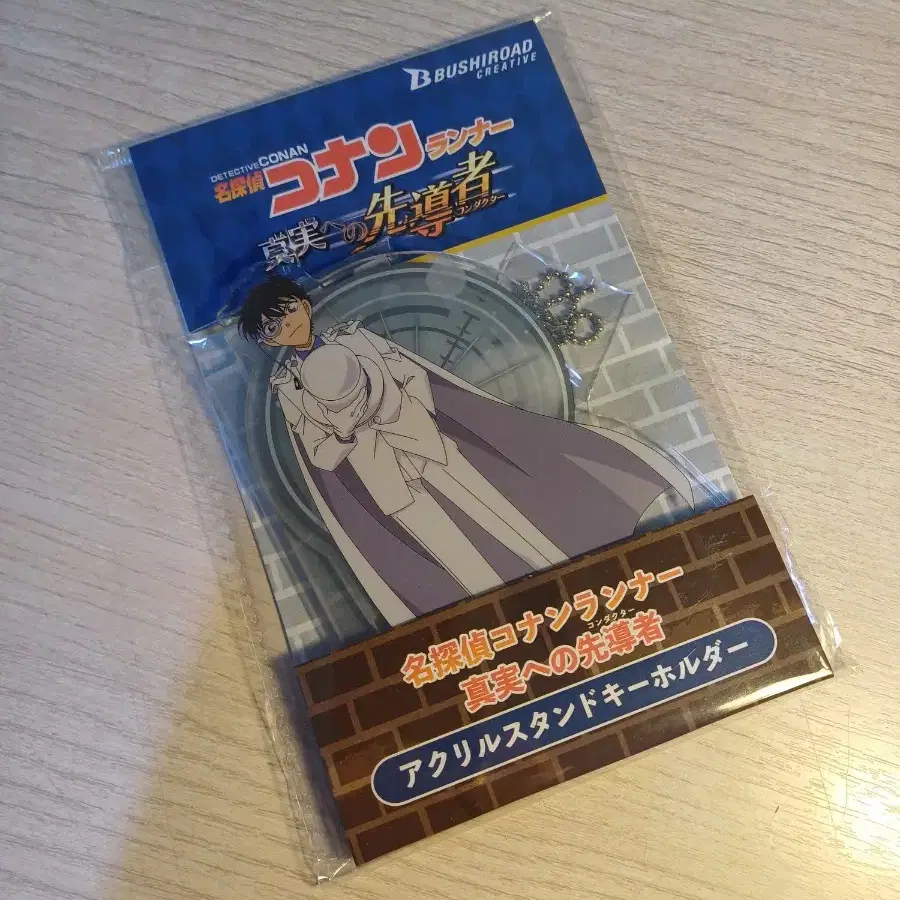 BUSHIROAD
CREATIVE
DETECTIVE CONAN
名探偵コナンランナー
真実への先導者
コンダクター
名探偵コナンランナー
コンダクター
真実への先導者
アクリルスタンドキーホルダー